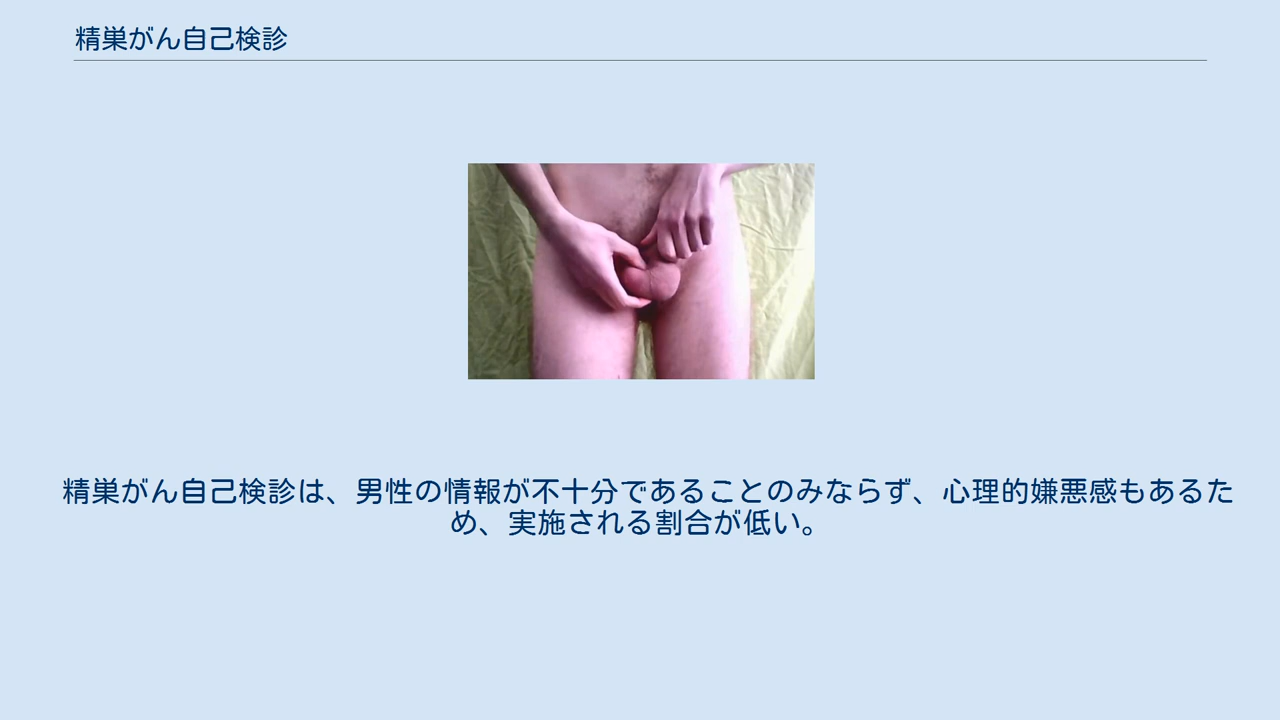 精巣がん自己検診
精巣がん自己検診は、男性の情報が不十分であることのみならず、心理的嫌悪感もあるた
め、実施される割合が低い。